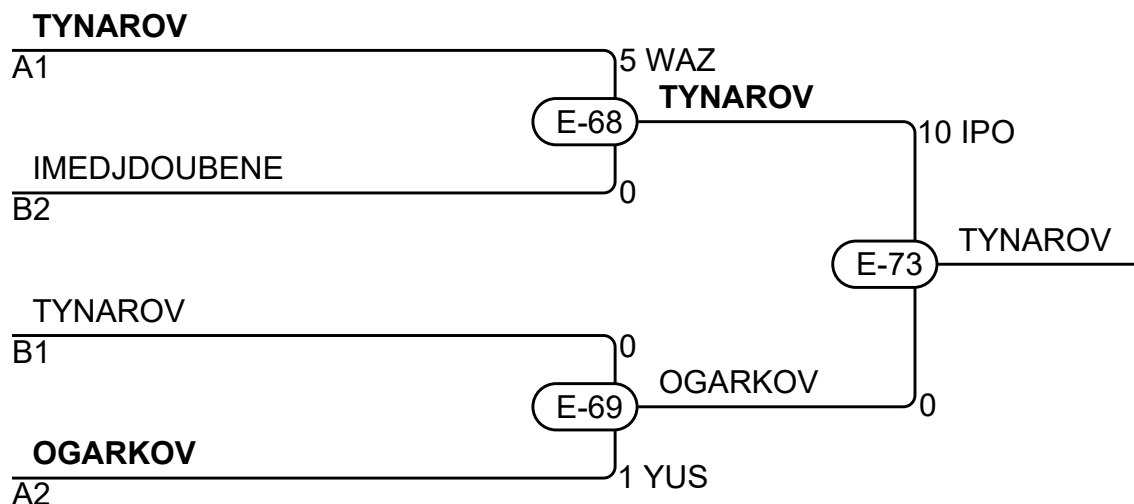 TYNAROV
A1
5 WAZ
E-68
TYNAROV
10 IPO
IMEDJDOUBENE
B2
0
E-73
TYNAROV
TYNAROV
B1
0
E-69
OGARKOV
0
OGARKOV
A2
1 YUS